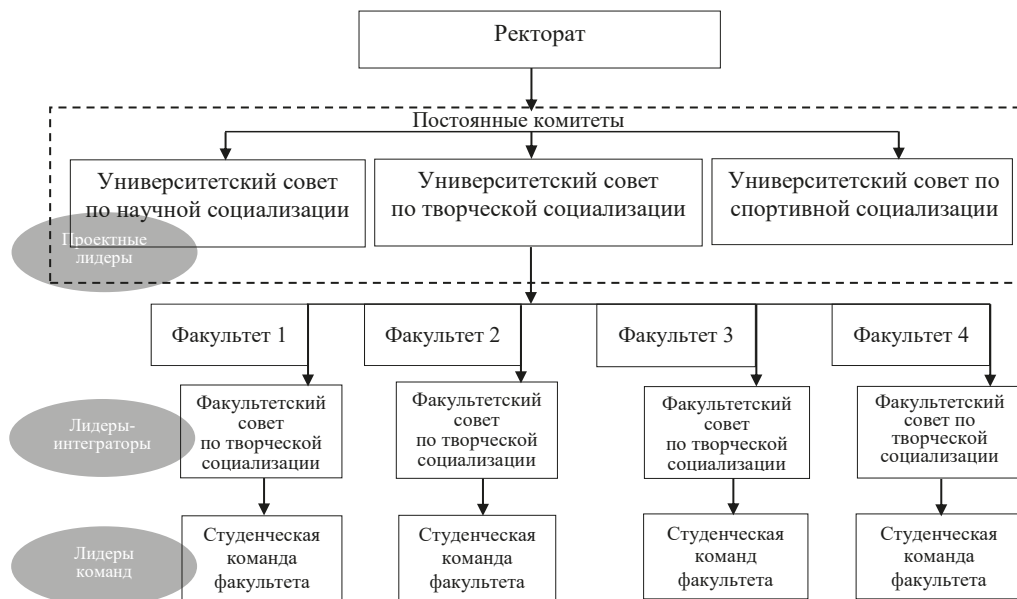 Ректорат
Постоянные комитеты
Университетский совет
по научной социализации
Университетский совет
по творческой социализации
Университетский совет по
спортивной социализации
Проектные
лидеры
Факультет 1
Факультет 2
Факультет 3
Факультет 4
Лидеры-
интеграторы
Факультетский
совет
по творческой
социализации
Факультетский
совет
по творческой
социализации
Факультетский
совет
по творческой
социализации
Факультетский
совет по
творческой
социализации
Лидеры
команд
Студенческая
команда
факультета
Студенческая
команда
факультета
Студенческая
команд
факультета
Студенческая
команда
факультета